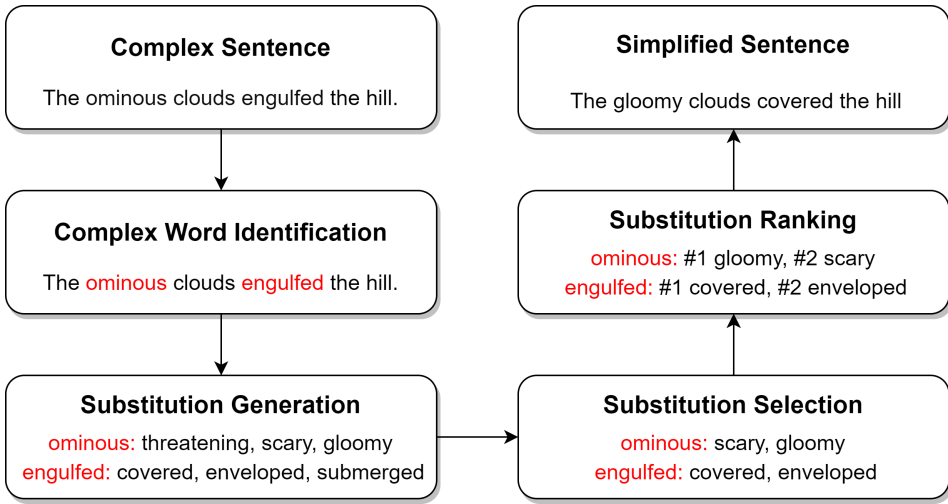 Complex Sentence
The ominous clouds engulfed the hill.
Complex Word Identification
The ominous clouds engulfed the hill.
Substitution Generation
ominous: threatening, scary, gloomy
engulfed: covered, enveloped, submerged
Substitution Selection
ominous: scary, gloomy
engulfed: covered, enveloped
Substitution Ranking
ominous: #1 gloomy, #2 scary
engulfed: #1 covered, #2 enveloped
Simplified Sentence
The gloomy clouds covered the hill